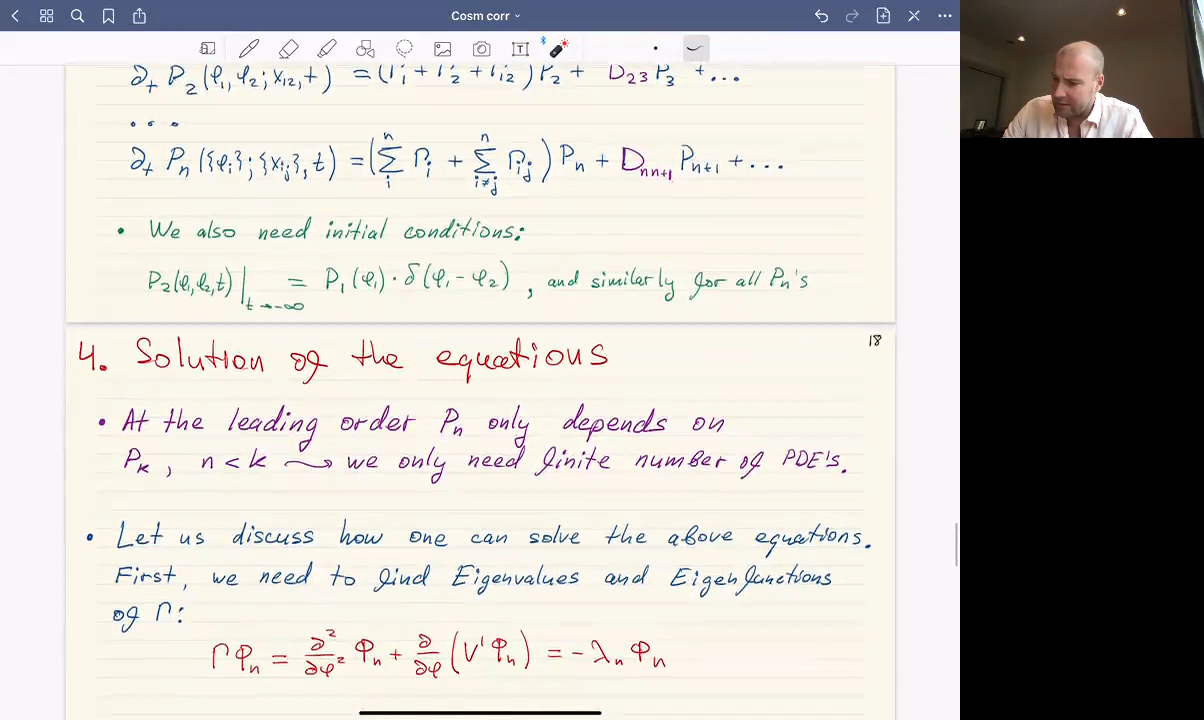 Cosm corr
∂₊ P₂(φ₁,φ₂; x₁₂, t) = (Γ₁ + Γ₂ + Γ₁₂) P₂ + D₂₃ P₃ + ...
...
∂₊ Pₙ({φᵢ}; {xᵢⱼ}, t) = (∑ᵢⁿ Γᵢ + ∑ᵢ≠ⱼⁿ Γᵢⱼ) Pₙ + Dₙₙ₊₁ Pₙ₊₁ + ...
• We also need initial conditions:
P₂(φ₁,φ₂,t)|ₜ→₋∞ = P₁(φ₁)·δ(φ₁-φ₂), and similarly for all Pₙ's
18
4. Solution of the equations
• At the leading order Pₙ only depends on
Pₖ, n < k ⟿ we only need finite number of PDE's.
• Let us discuss how one can solve the above equations.
First, we need to find Eigenvalues and Eigenfunctions
of Γ:
ΓΦₙ = ∂²/∂φ² Φₙ + ∂/∂φ (V'Φₙ) = -λₙ Φₙ